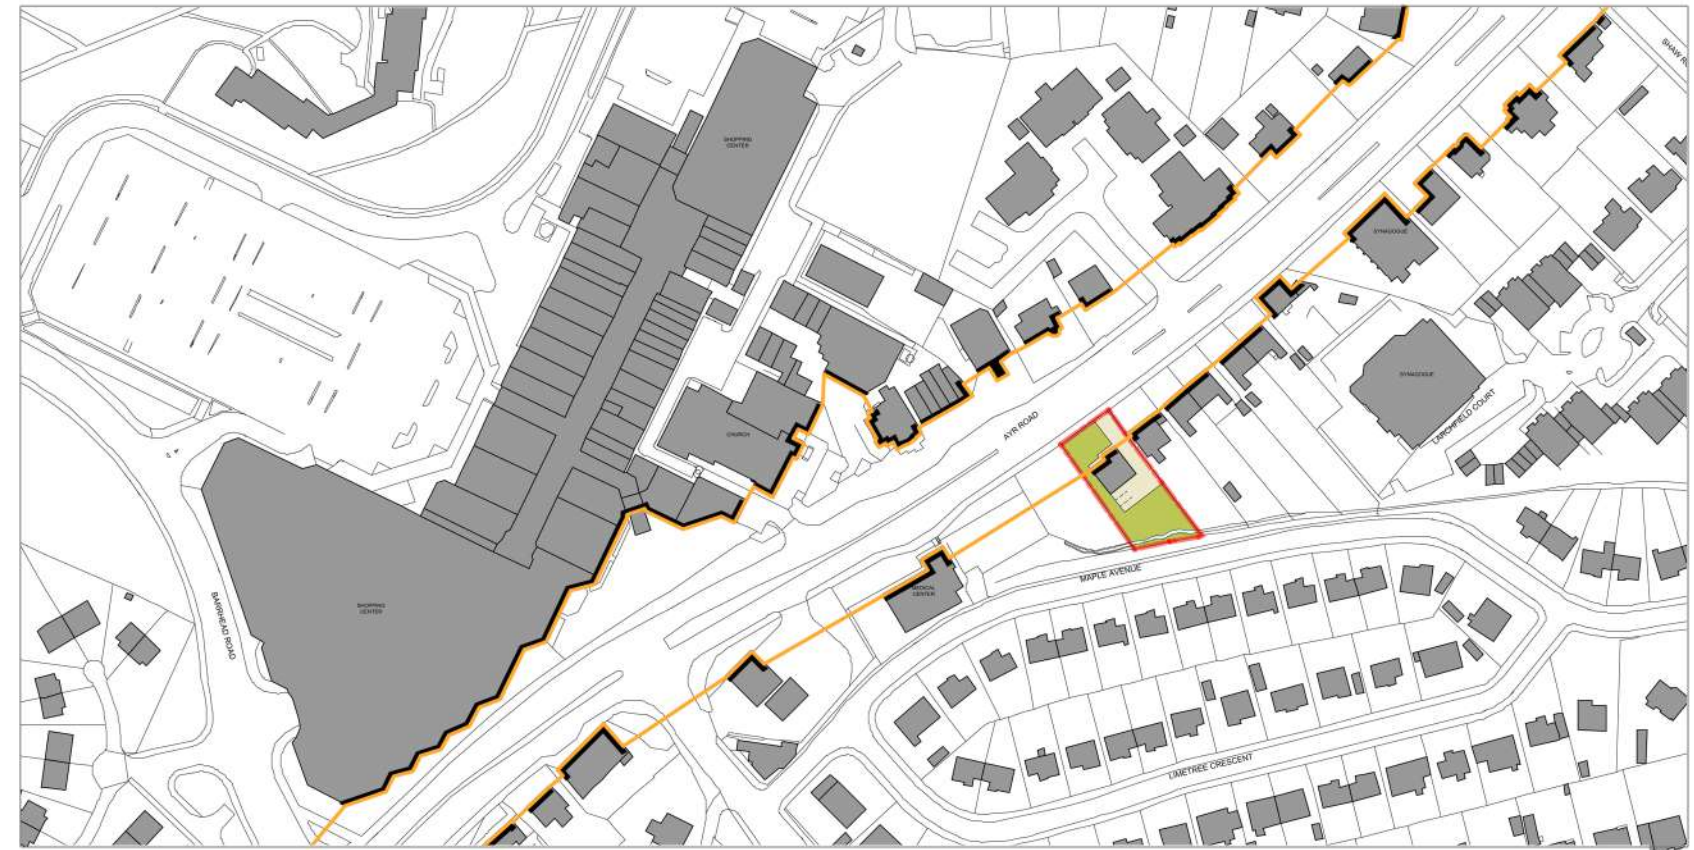 SHAW R
SHOPPING
CENTER
SYNAGOGUE
SYNAGOGUE
LARCHFIELD COURT
AYR ROAD
CHURCH
MAPLE AVENUE
MEDICAL
CENTER
BARRHEAD ROAD
SHOPPING
CENTER
LIMETREE CRESCENT